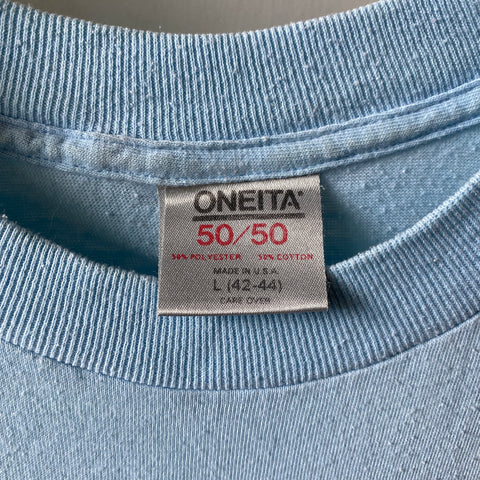 ONEITA
50/50
50% POLYESTER 50% COTTON
MADE IN U.S.A.
L (42-44)
CARE OVER